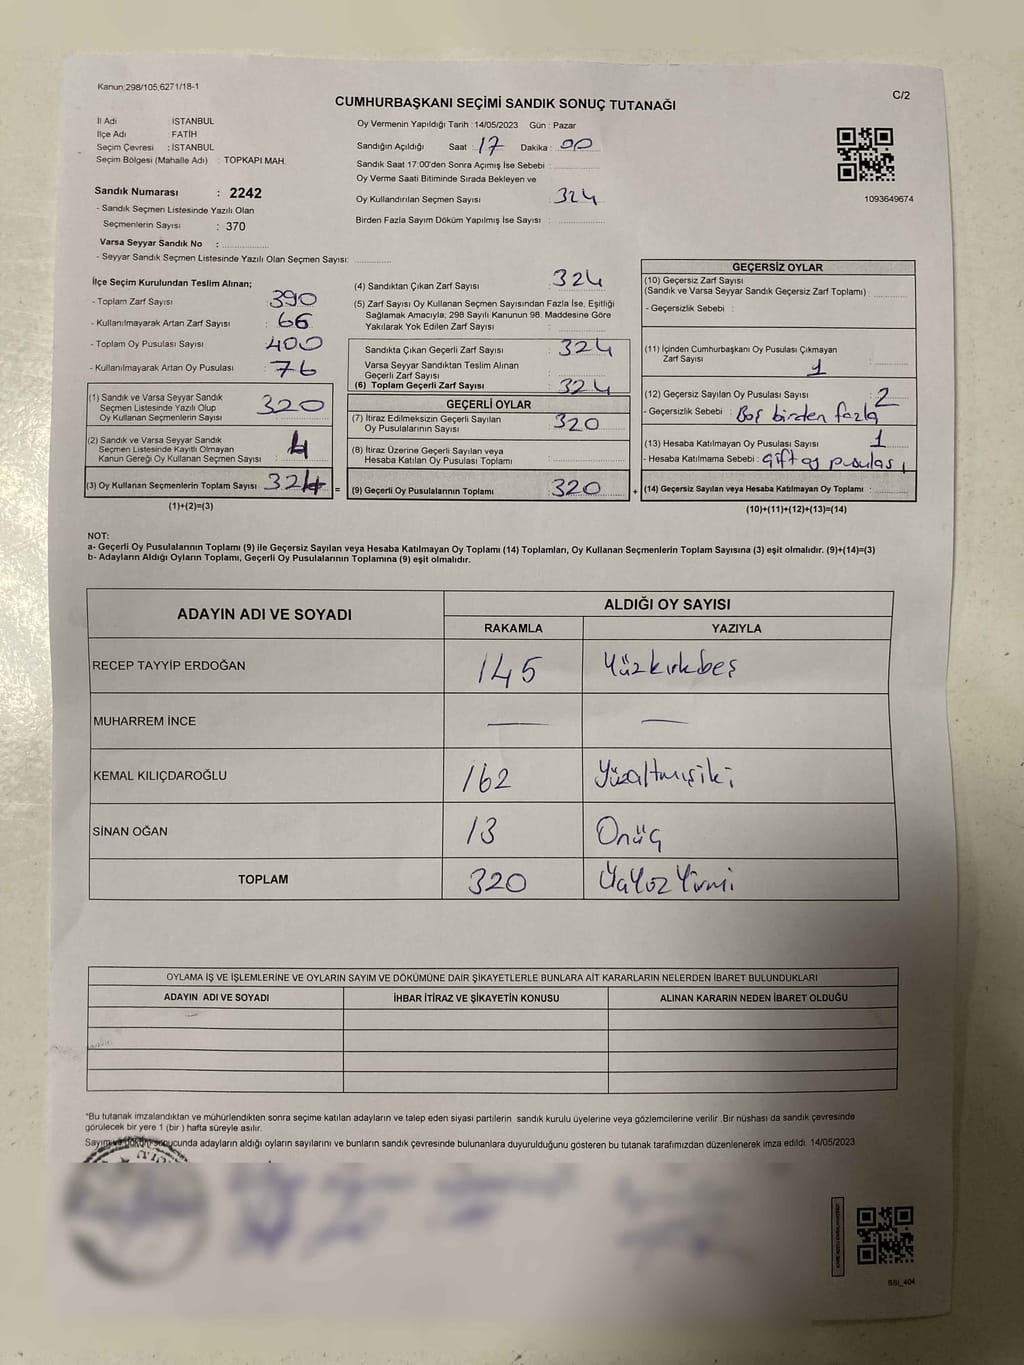 Kanun:298/105;6271/18-1
C/2
CUMHURBAŞKANI SEÇİMİ SANDIK SONUÇ TUTANAĞI
İl Adı : İSTANBUL
İlçe Adı : FATİH
Seçim Çevresi : İSTANBUL
Seçim Bölgesi (Mahalle Adı) : TOPKAPI MAH.
Sandık Numarası : 2242
- Sandık Seçmen Listesinde Yazılı Olan
Seçmenlerin Sayısı : 370
Varsa Seyyar Sandık No :
- Seyyar Sandık Seçmen Listesinde Yazılı Olan Seçmen Sayısı:
Oy Vermenin Yapıldığı Tarih : 14/05/2023 Gün : Pazar
Sandığın Açıldığı Saat : 17 Dakika : 00
Sandık Saat 17:00'den Sonra Açımış İse Sebebi :
Oy Verme Saati Bitiminde Sırada Bekleyen ve
Oy Kullandırılan Seçmen Sayısı : 324
Birden Fazla Sayım Döküm Yapılmış İse Sayısı :
1093649674
İlçe Seçim Kurulundan Teslim Alınan;
- Toplam Zarf Sayısı : 390
- Kullanılmayarak Artan Zarf Sayısı : 66
- Toplam Oy Pusulası Sayısı : 400
- Kullanılmayarak Artan Oy Pusulası : 76
(1) Sandık ve Varsa Seyyar Sandık
Seçmen Listesinde Yazılı Olup
Oy Kullanan Seçmenlerin Sayısı : 320
(2) Sandık ve Varsa Seyyar Sandık
Seçmen Listesinde Kayıtlı Olmayan
Kanun Gereği Oy Kullanan Seçmen Sayısı : 4
(3) Oy Kullanan Seçmenlerin Toplam Sayısı : 324 =
(1)+(2)=(3)
(4) Sandıktan Çıkan Zarf Sayısı : 324
(5) Zarf Sayısı Oy Kullanan Seçmen Sayısından Fazla İse, Eşitliği
Sağlamak Amacıyla; 298 Sayılı Kanunun 98. Maddesine Göre
Yakılarak Yok Edilen Zarf Sayısı :
Sandıkta Çıkan Geçerli Zarf Sayısı : 324
Varsa Seyyar Sandıktan Teslim Alınan
Geçerli Zarf Sayısı :
(6) Toplam Geçerli Zarf Sayısı : 324
GEÇERLİ OYLAR
(7) İtiraz Edilmeksizin Geçerli Sayılan
Oy Pusulalarının Sayısı : 320
(8) İtiraz Üzerine Geçerli Sayılan veya
Hesaba Katılan Oy Pusulası Toplamı :
(9) Geçerli Oy Pusulalarının Toplamı : 320 +
GEÇERSİZ OYLAR
(10) Geçersiz Zarf Sayısı
(Sandık ve Varsa Seyyar Sandık Geçersiz Zarf Toplamı) :
- Geçersizlik Sebebi :
(11) İçinden Cumhurbaşkanı Oy Pusulası Çıkmayan
Zarf Sayısı : 1
(12) Geçersiz Sayılan Oy Pusulası Sayısı : 2
- Geçersizlik Sebebi : Boş birden fazla
(13) Hesaba Katılmayan Oy Pusulası Sayısı : 1
- Hesaba Katılmama Sebebi : Çift oy pusulası
(14) Geçersiz Sayılan veya Hesaba Katılmayan Oy Toplamı :
(10)+(11)+(12)+(13)=(14)
NOT:
a- Geçerli Oy Pusulalarının Toplamı (9) ile Geçersiz Sayılan veya Hesaba Katılmayan Oy Toplamı (14) Toplamları, Oy Kullanan Seçmenlerin Toplam Sayısına (3) eşit olmalıdır. (9)+(14)=(3)
b- Adayların Aldığı Oyların Toplamı, Geçerli Oy Pusulalarının Toplamına (9) eşit olmalıdır.
ADAYIN ADI VE SOYADI ALDIĞI OY SAYISI
RAKAMLA YAZIYLA
RECEP TAYYİP ERDOĞAN 145 Yüzkırkbeş
MUHARREM İNCE — —
KEMAL KILIÇDAROĞLU 162 Yüzaltmışiki
SİNAN OĞAN 13 Onüç
TOPLAM 320
OYLAMA İŞ VE İŞLEMLERİNE VE OYLARIN SAYIM VE DÖKÜMÜNE DAİR ŞİKAYETLERLE BUNLARA AİT KARARLARIN NELERDEN İBARET BULUNDUKLARI
ADAYIN ADI VE SOYADI İHBAR İTİRAZ VE ŞİKAYETİN KONUSU ALINAN KARARIN NEDEN İBARET OLDUĞU
*Bu tutanak imzalandıktan ve mühürlendikten sonra seçime katılan adayların ve talep eden siyasi partilerin sandık kurulu üyelerine veya gözlemcilerine verilir .Bir nüshası da sandık çevresinde
görülecek bir yere 1 (bir ) hafta süreyle asılır.
Sayım ve döküm sonucunda adayların aldığı oyların sayılarını ve bunların sandık çevresinde bulunanlara duyurulduğunu gösteren bu tutanak tarafımızdan düzenlenerek imza edildi. 14/05/2023
SSI_404